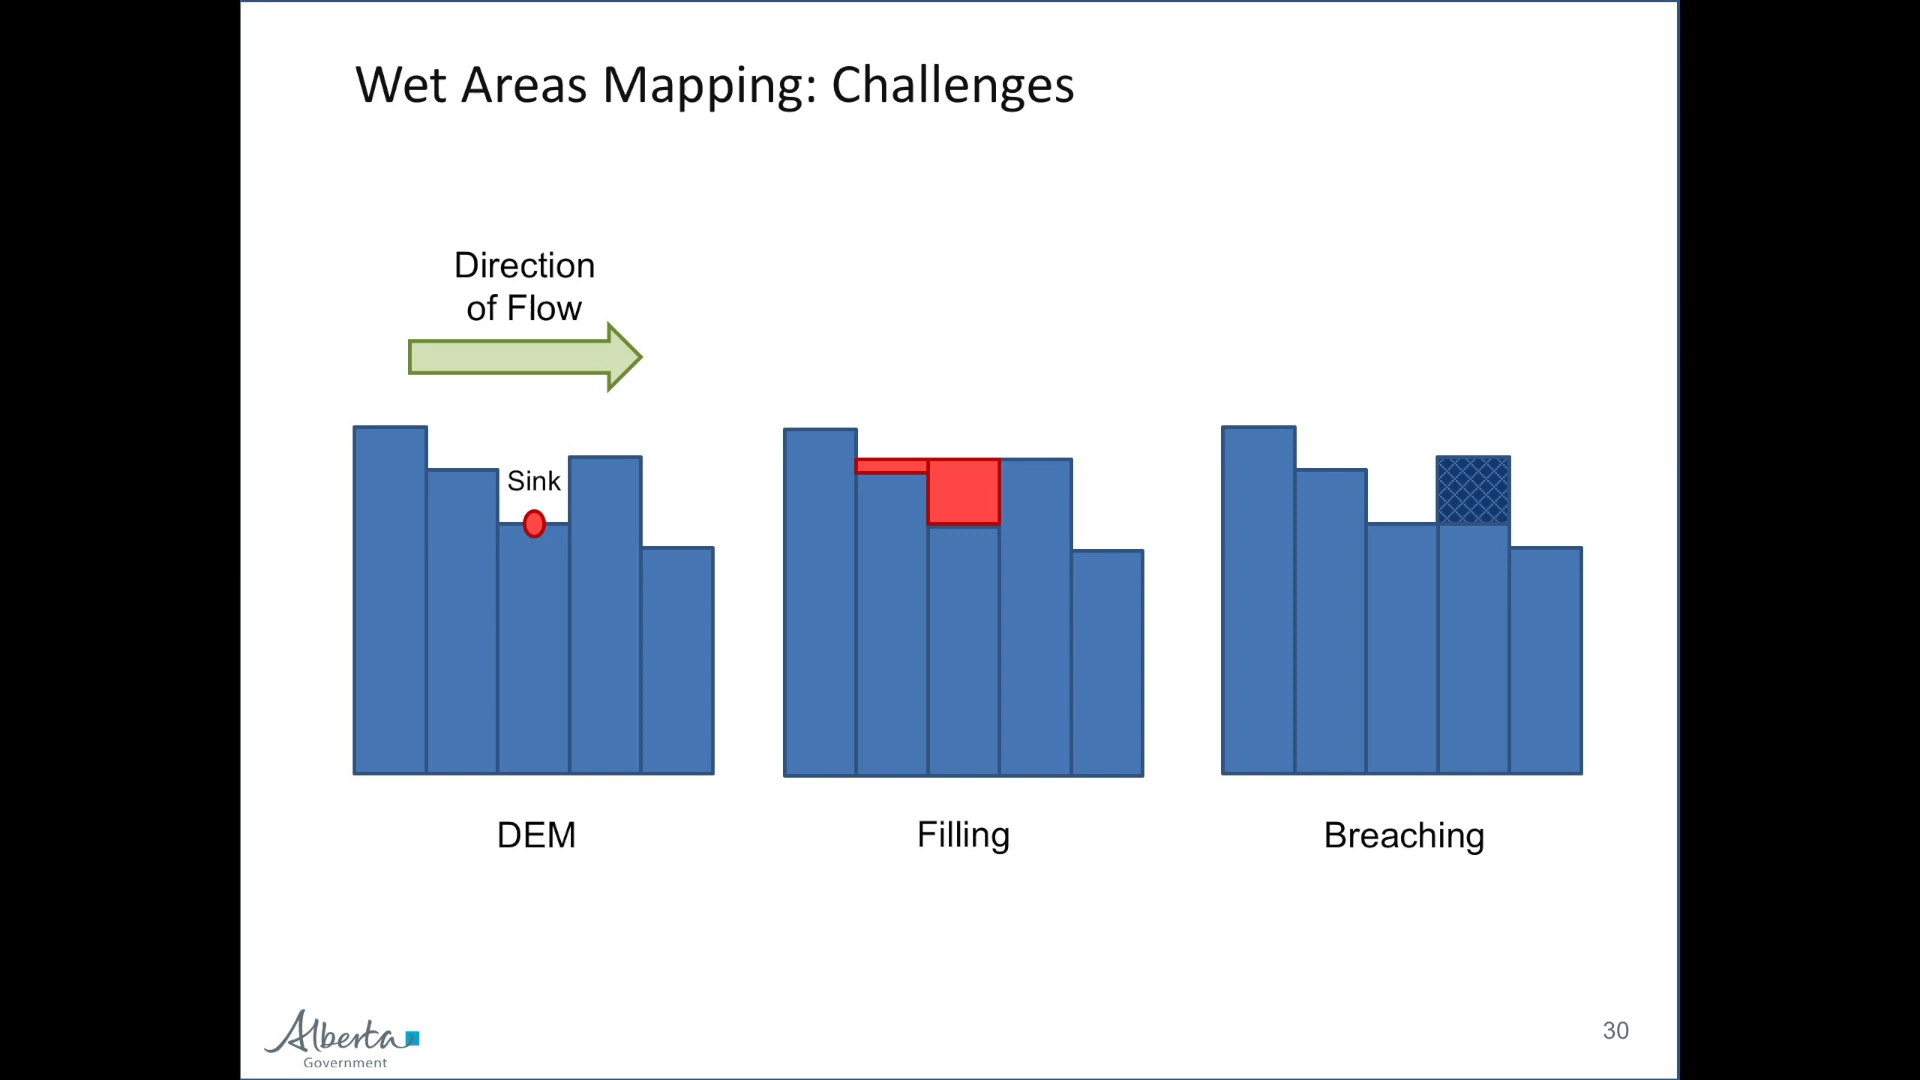 Wet Areas Mapping: Challenges
Direction
of Flow
Sink
DEM
Filling
Breaching
Alberta
Government
30